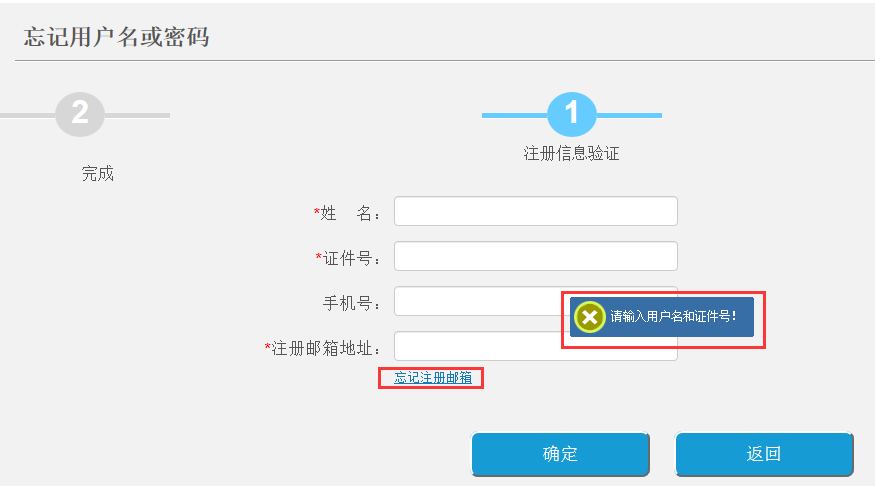 忘记用户名或密码
2
1
完成
注册信息验证
*姓 名：
*证件号：
手机号：
请输入用户名和证件号！
*注册邮箱地址：
忘记注册邮箱
确定
返回